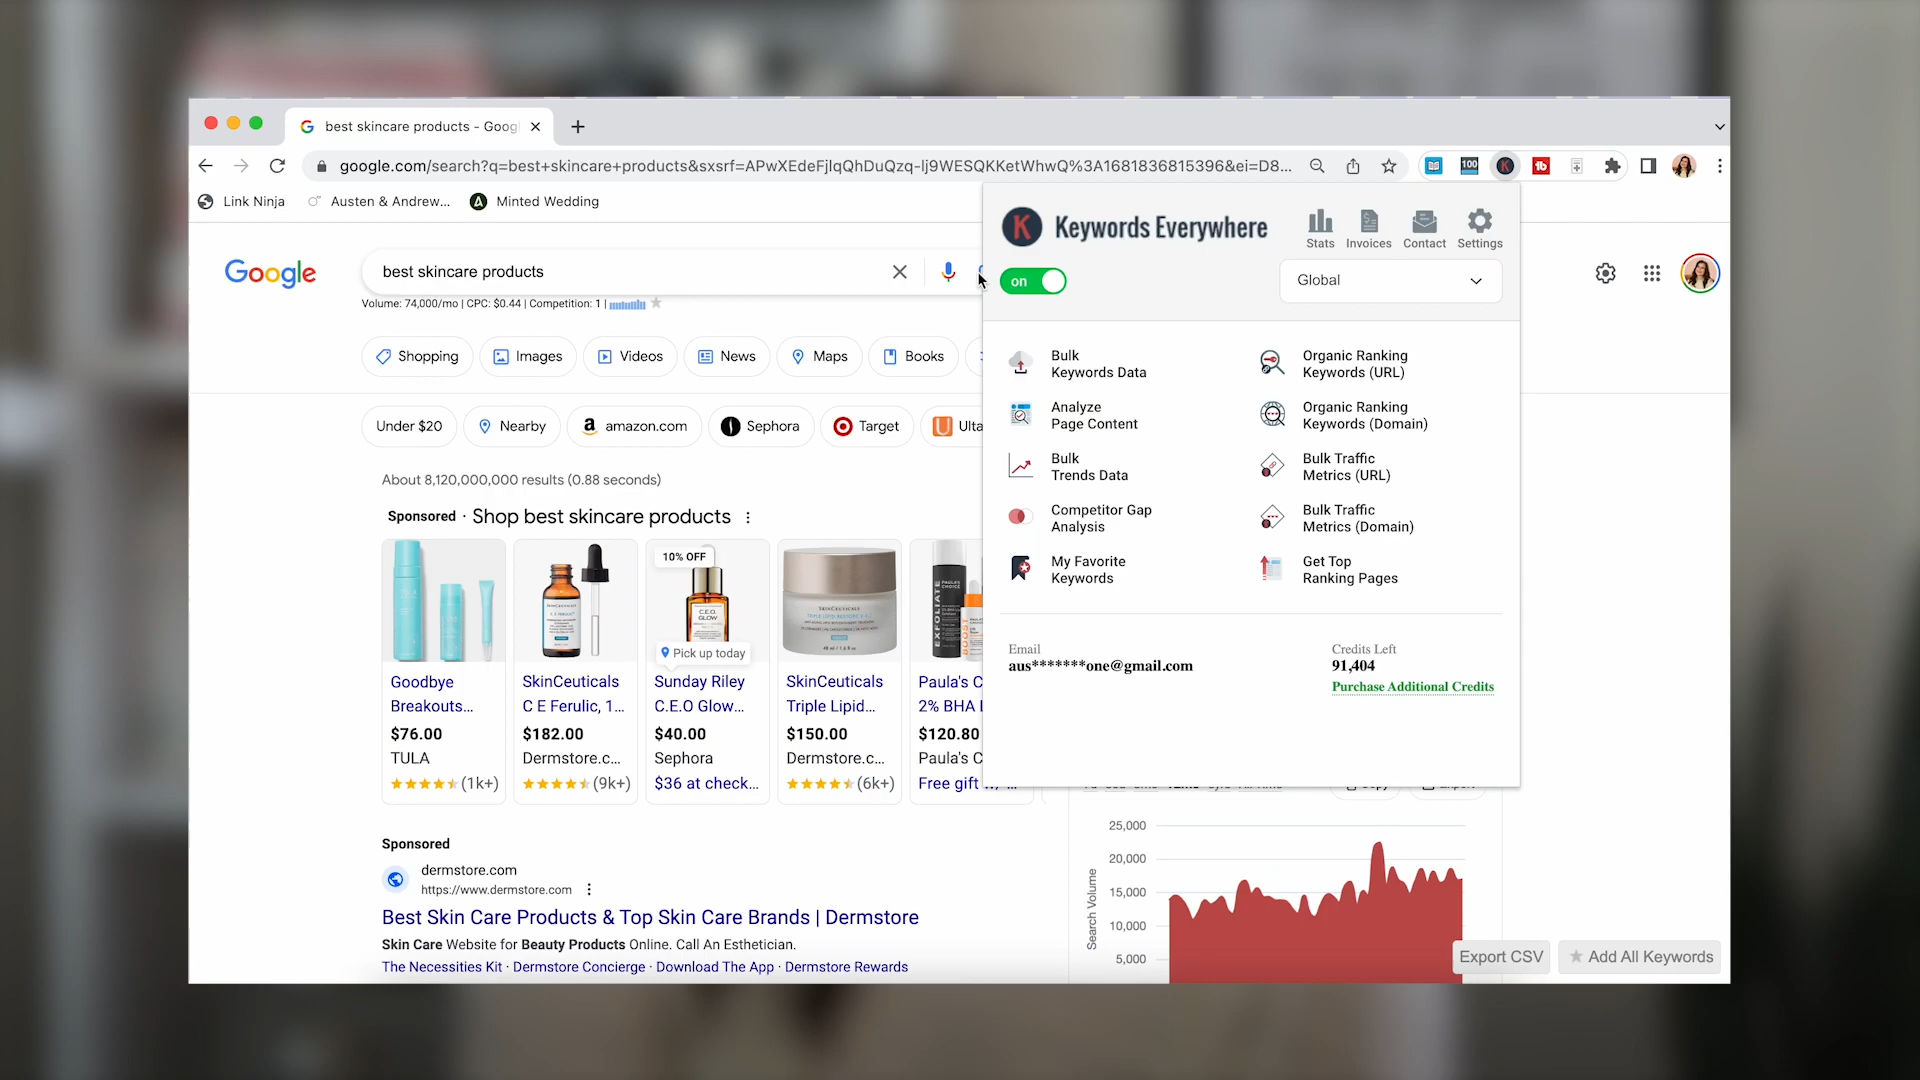 best skincare products - Goog
google.com/search?q=best+skincare+products&sxsrf=APwXEdeFjlqQhDuQzq-lj9WESQKKetWhwQ%3A1681836815396&ei=D8...
100
Link Ninja
Austen & Andrew...
Minted Wedding
Keywords Everywhere
Stats
Invoices
Contact
Settings
on
Global
Google
best skincare products
Volume: 74,000/mo | CPC: $0.44 | Competition: 1 |
Shopping
Images
Videos
News
Maps
Books
Under $20
Nearby
amazon.com
Sephora
Target
Ulta
About 8,120,000,000 results (0.88 seconds)
Sponsored · Shop best skincare products
10% OFF
Pick up today
Goodbye
Breakouts...
$76.00
TULA
(1k+)
SkinCeuticals
C E Ferulic, 1...
$182.00
Dermstore.c...
(9k+)
Sunday Riley
C.E.O Glow...
$40.00
Sephora
$36 at check...
SkinCeuticals
Triple Lipid...
$150.00
Dermstore.c...
(6k+)
EXFOLIATE
BOOST
Paula's C
2% BHA
$120.80
Paula's C
Free gift
Bulk
Keywords Data
Analyze
Page Content
Bulk
Trends Data
Competitor Gap
Analysis
My Favorite
Keywords
Organic Ranking
Keywords (URL)
Organic Ranking
Keywords (Domain)
Bulk Traffic
Metrics (URL)
Bulk Traffic
Metrics (Domain)
Get Top
Ranking Pages
Email
aus*******one@gmail.com
Credits Left
91,404
Purchase Additional Credits
Sponsored
dermstore.com
https://www.dermstore.com
Best Skin Care Products & Top Skin Care Brands | Dermstore
Skin Care Website for Beauty Products Online. Call An Esthetician.
The Necessities Kit · Dermstore Concierge · Download The App · Dermstore Rewards
25,000
20,000
15,000
10,000
5,000
Search Volume
Export CSV
Add All Keywords